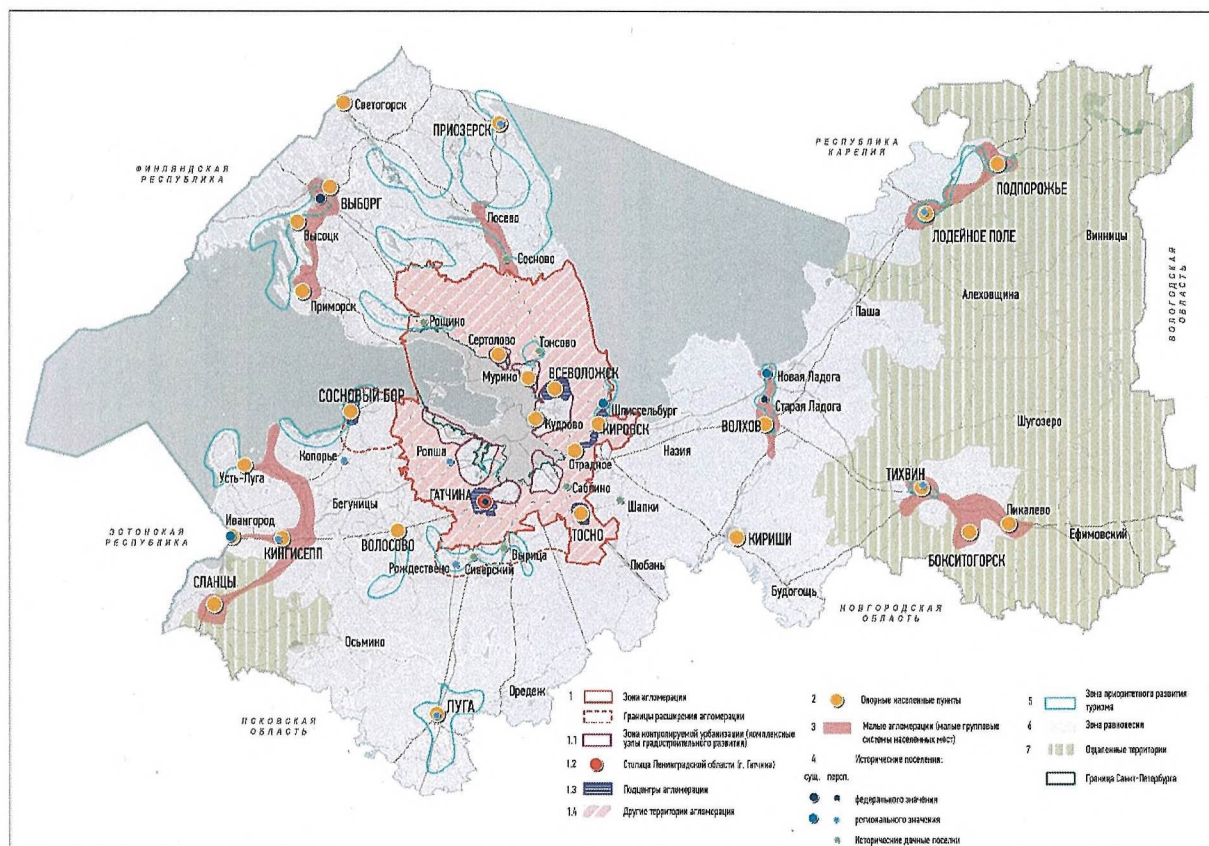 Светогорск
ПРИОЗЕРСК
ФИНЛЯНДСКАЯ
РЕСПУБЛИКА
РЕСПУБЛИКА
КАРЕЛИЯ
ВЫБОРГ
ПОДПОРОЖЬЕ
Высоцк
Лосево
ЛОДЕЙНОЕ ПОЛЕ
Винницы
Сосново
ВОЛОГОДСКАЯ
ОБЛАСТЬ
Приморск
Алеховщина
Паша
Рощино
Сертолово
Токсово
Мурино
ВСЕВОЛОЖСК
Новая Ладога
СОСНОВЫЙ БОР
Шлиссельбург
Старая Ладога
Кудрово
КИРОВСК
ВОЛХОВ
Шугозеро
Копорье
Ропша
Отрадное
Назия
Усть-Луга
Саблино
ТИХВИН
Бегуницы
ГАТЧИНА
Шапки
Пикалево
Ивангород
ЭСТОНСКАЯ
РЕСПУБЛИКА
КИНГИСЕПП
ВОЛОСОВО
ТОСНО
КИРИШИ
БОКСИТОГОРСК
Ефимовский
Вырица
Рождествено
Сиверский
Любань
СЛАНЦЫ
Будогощь
НОВГОРОДСКАЯ
ОБЛАСТЬ
Осьмино
Оредеж
ПСКОВСКАЯ
ОБЛАСТЬ
ЛУГА
1 Зона агломерации
Границы расширения агломерации
1.1 Зона контролируемой урбанизации (комплексные
узлы градостроительного развития)
1.2 Столица Ленинградской области (г. Гатчина)
1.3 Подцентры агломерации
1.4 Другие территории агломерации
2 Опорные населенные пункты
3 Малые агломерации (малые групповые
системы населенных мест)
4 Исторические поселения:
сущ. персп.
федерального значения
регионального значения
Исторические дачные поселки
5 Зона приоритетного развития
туризма
6 Зона равновесия
7 Отдаленные территории
Граница Санкт-Петербурга